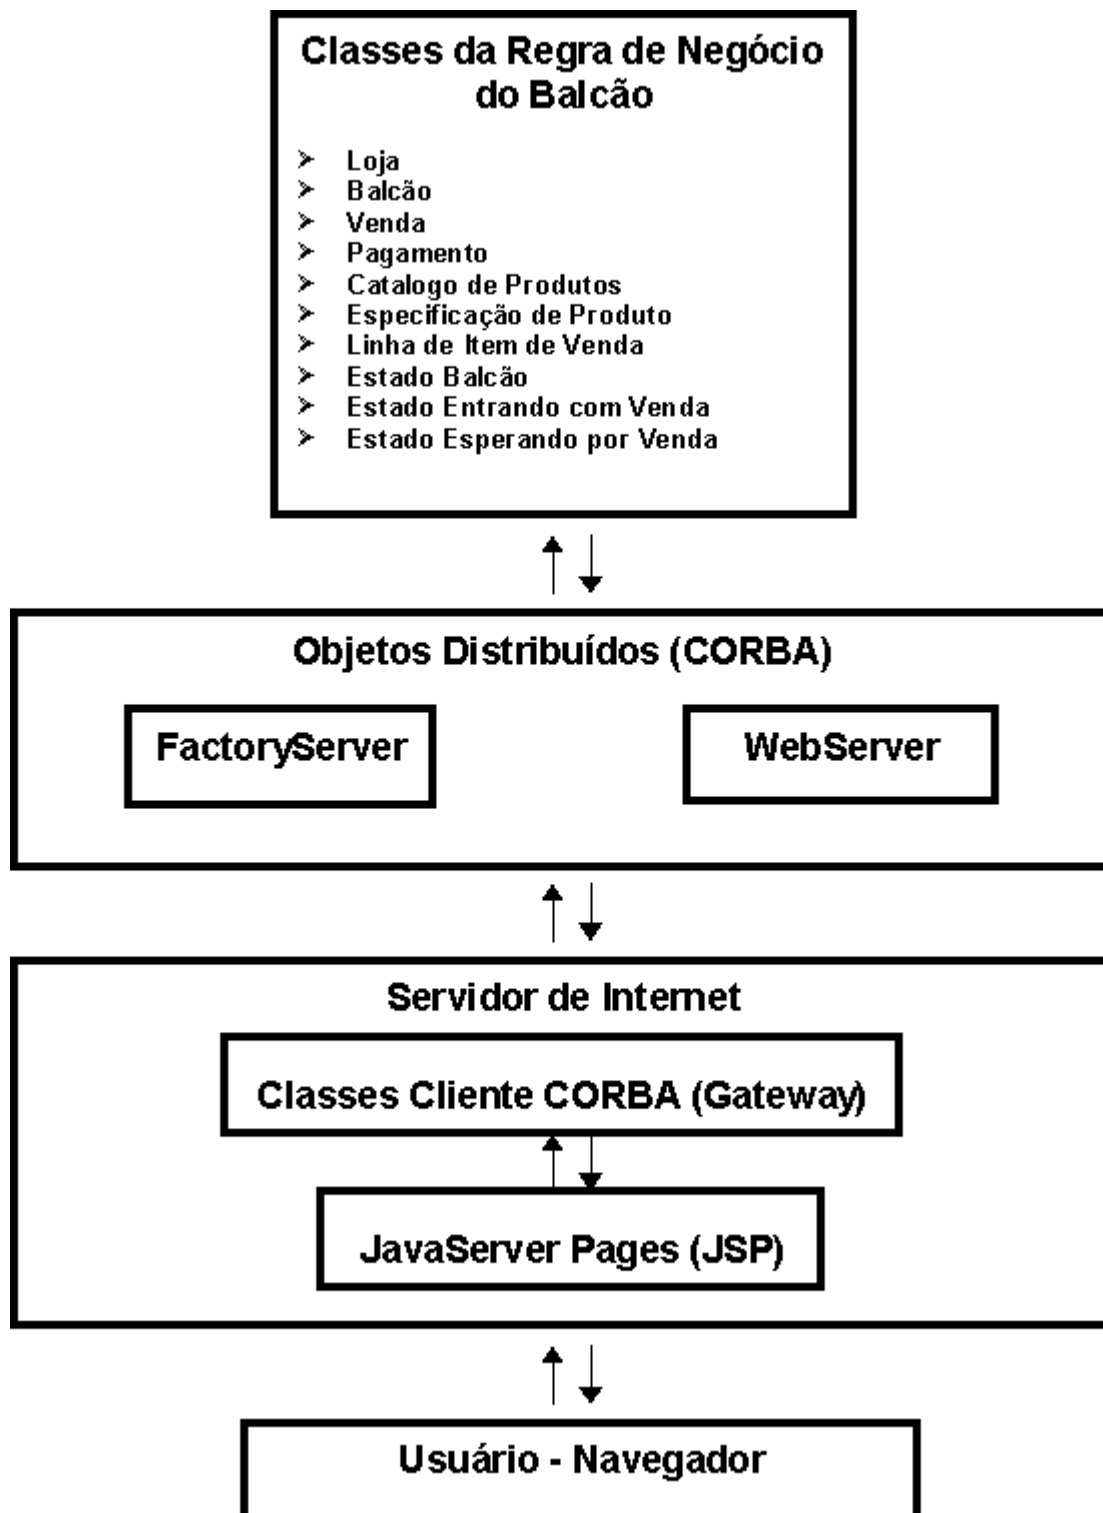 Classes da Regra de Negócio
do Balcão
Loja
Balcão
Venda
Pagamento
Catalogo de Produtos
Especificação de Produto
Linha de Item de Venda
Estado Balcão
Estado Entrando com Venda
Estado Esperando por Venda
Objetos Distribuídos (CORBA)
FactoryServer
WebServer
Servidor de Internet
Classes Cliente CORBA (Gateway)
JavaServer Pages (JSP)
Usuário - Navegador